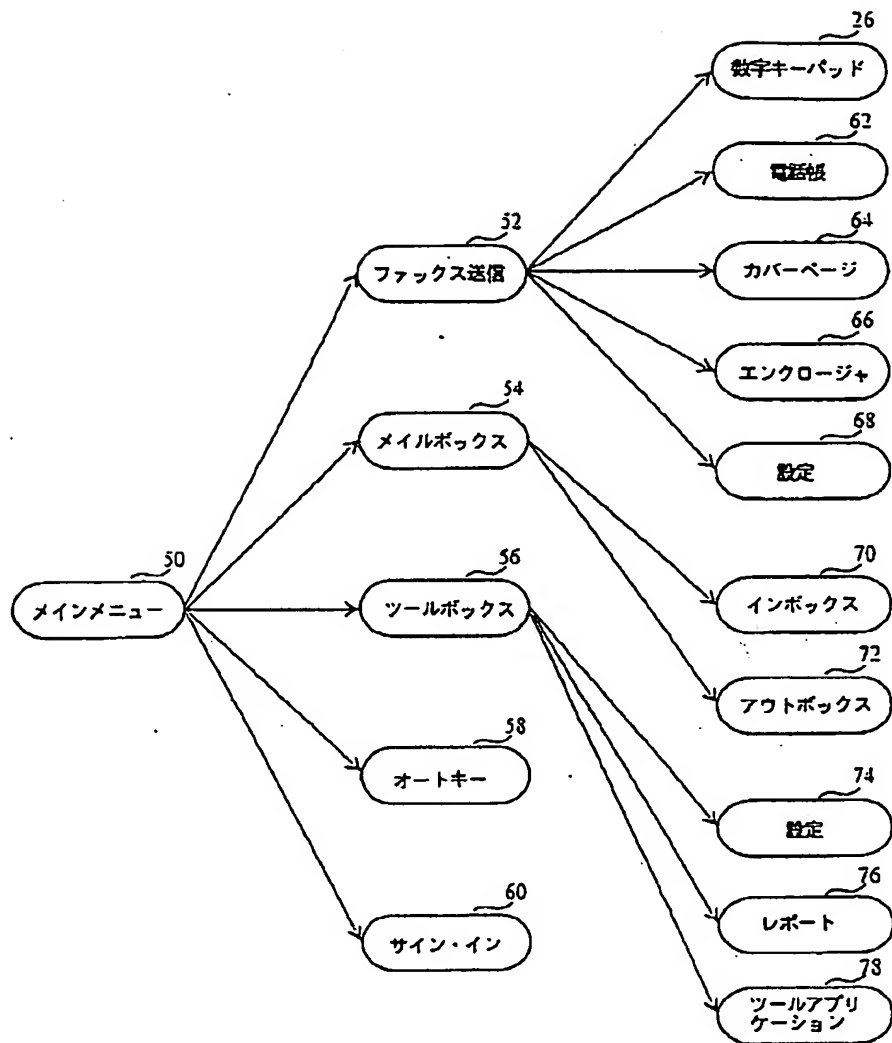 26
数字キーパッド
62
電話帳
52
64
ファックス送信
カバーページ
66
エンクロージャ
54
68
メイルボックス
設定
50
56
70
メインメニュー
ツールボックス
インボックス
72
アウトボックス
58
74
オートキー
設定
60
76
サイン・イン
レポート
78
ツールアプリ
ケーション